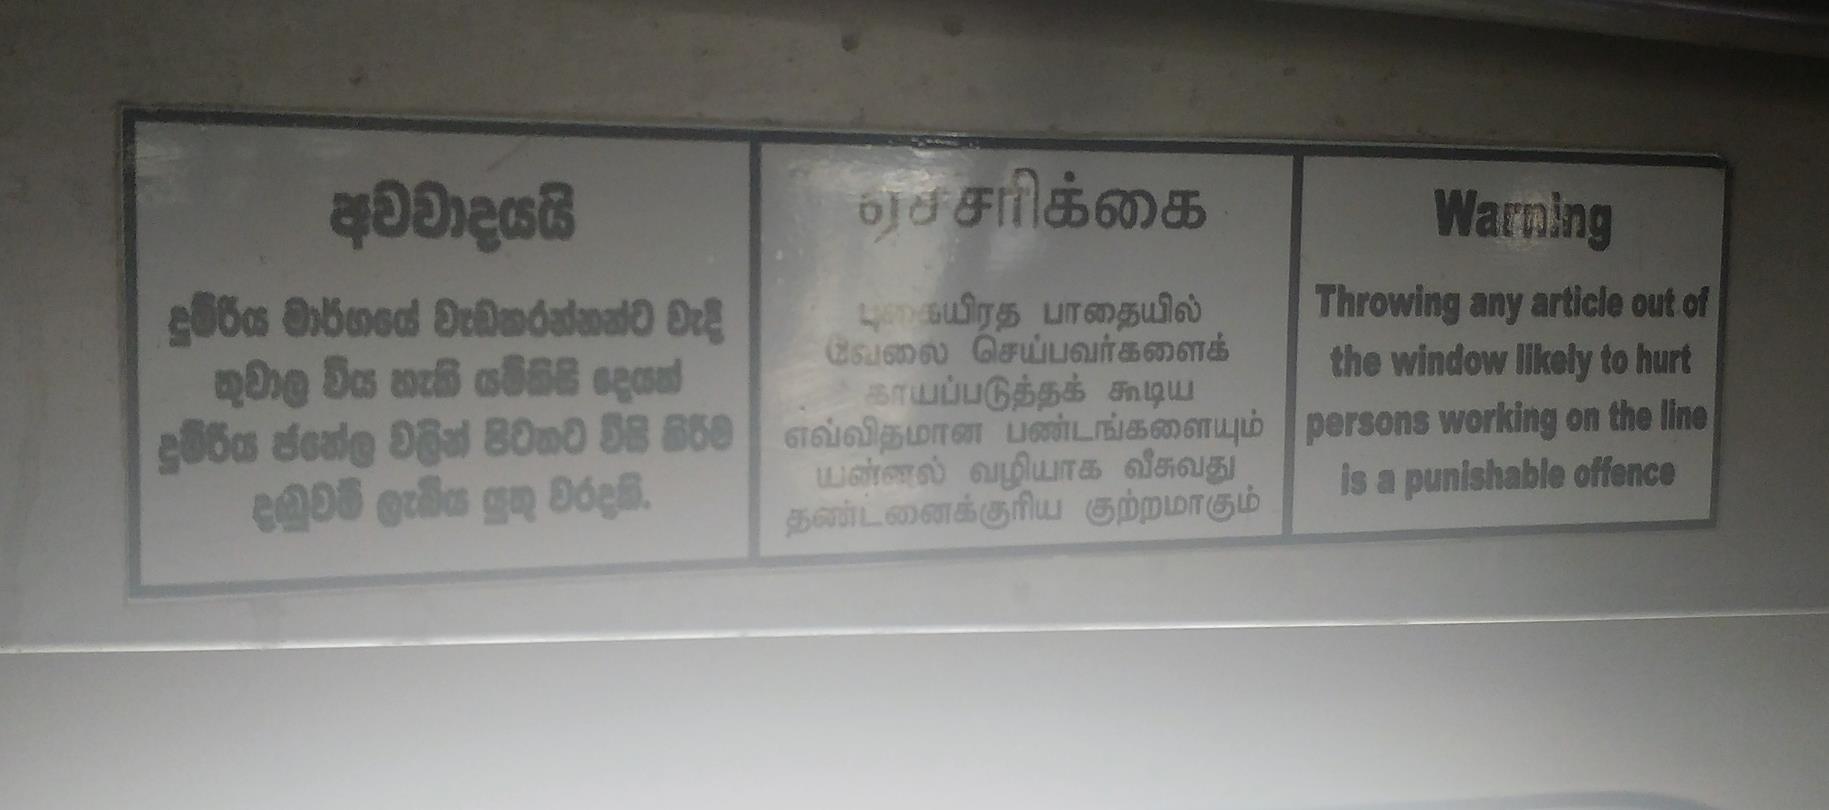 අවවාදයයි
දුම්රිය මාර්ගයේ වැඩකරන්නන්ට වැදී
තුවාල විය හැකි යම්කිසි දෙයක්
දුම්රිය ජනේල වලින් පිටතට විසි කිරීම
දඬුවම් ලැබිය යුතු වරදකි.
எச்சரிக்கை
புகையிரத பாதையில்
வேலை செய்பவர்களைக்
காயப்படுத்தக் கூடிய
எவ்விதமான பண்டங்களையும்
யன்னல் வழியாக வீசுவது
தண்டனைக்குரிய குற்றமாகும்
Warning
Throwing any article out of
the window likely to hurt
persons working on the line
is a punishable offence